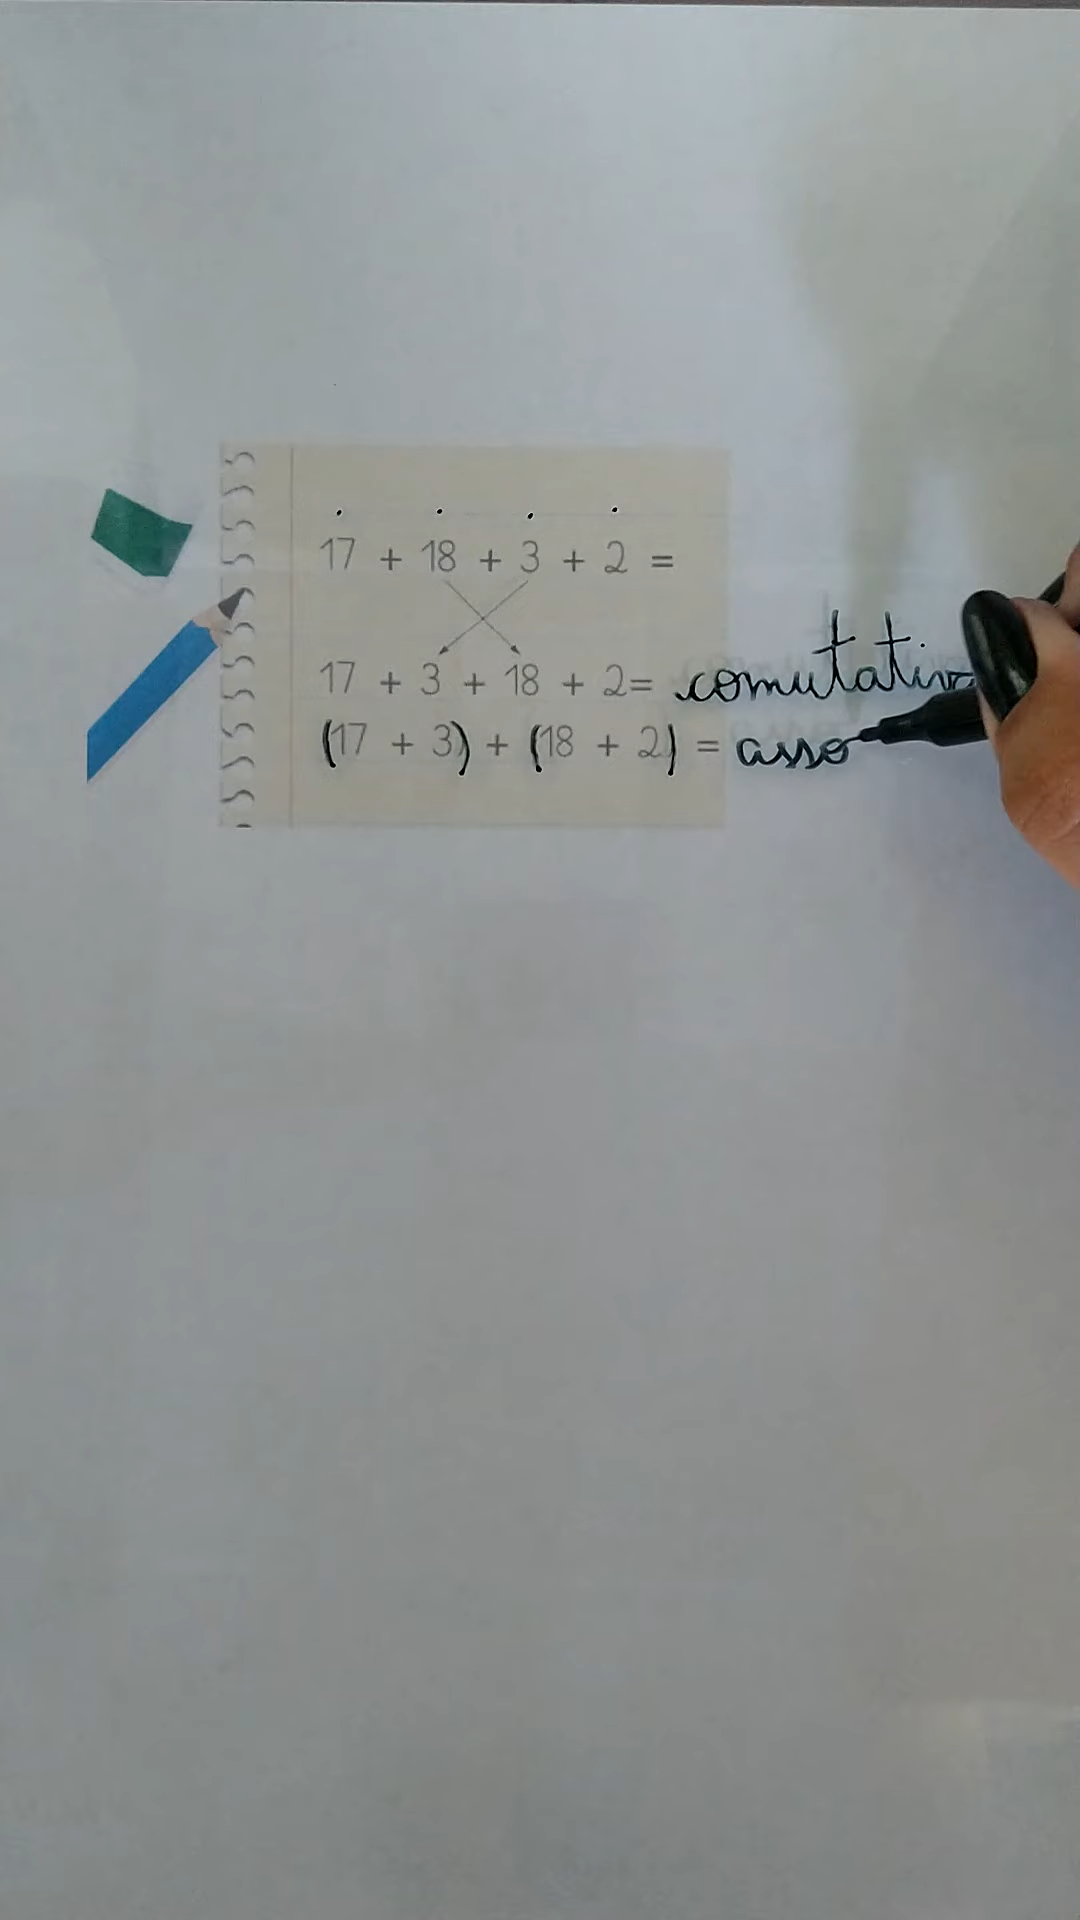 17 + 18 + 3 + 2 =
17 + 3 + 18 + 2= comutativ
(17 + 3) + (18 + 2) = asso